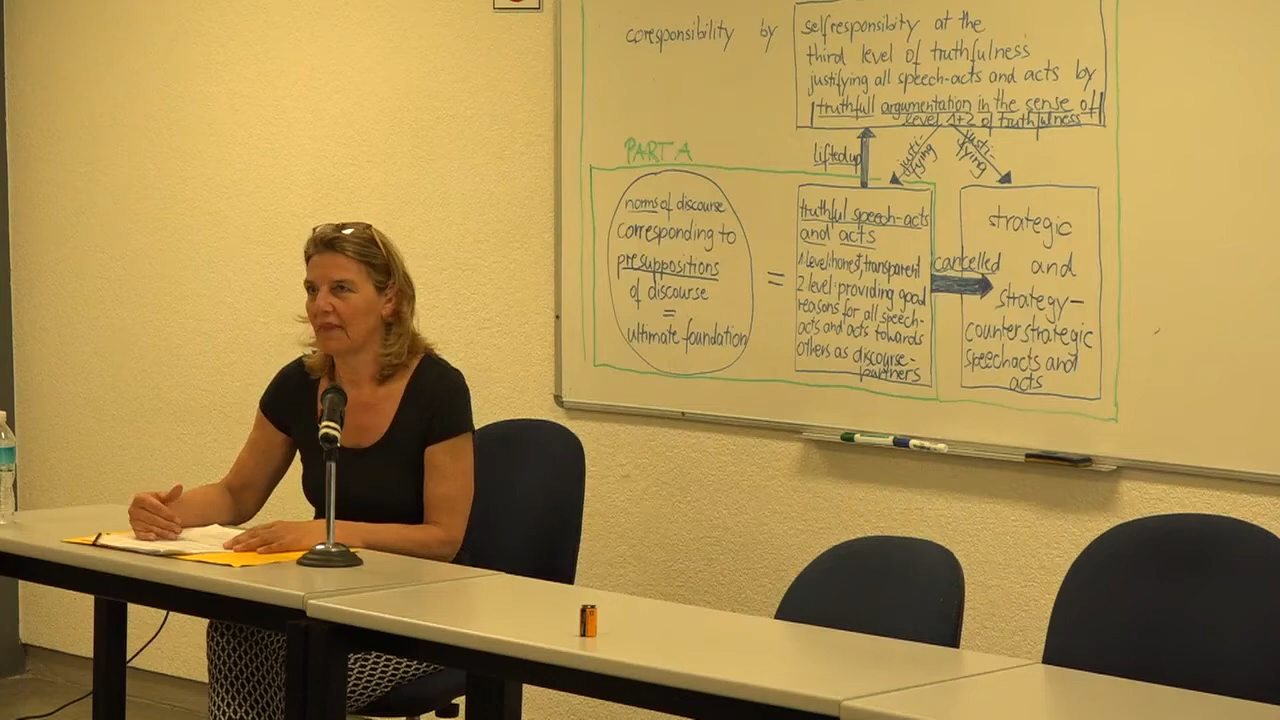 coresponsibility by
selfresponsibity at the
third level of truthfulness
justifying all speech-acts and acts by
truthfull argumentation in the sense of
level 1+2 of truthfulness
PART A
lifted up
justi-
fying
justi-
fying
norms of discourse
corresponding to
presuppositions
of discourse
=
ultimate foundation
=
truthful speech-acts
and acts
1 level: honest, transparent
2 level: providing good
reasons for all speech-
acts and acts towards
others as discourse-
partners
cancelled
strategic
and
strategy-
counterstrategic
speechacts and
acts